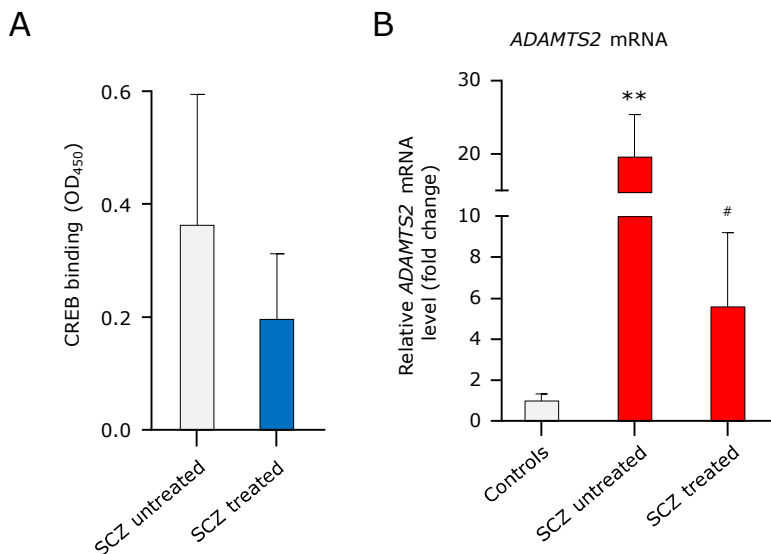 A
CREB binding (OD450)
0.6
0.4
0.2
0.0
SCZ untreated
SCZ treated
B
ADAMTS2 mRNA
Relative ADAMTS2 mRNA
level (fold change)
30
20
10
8
6
4
2
0
**
#
Controls
SCZ untreated
SCZ treated